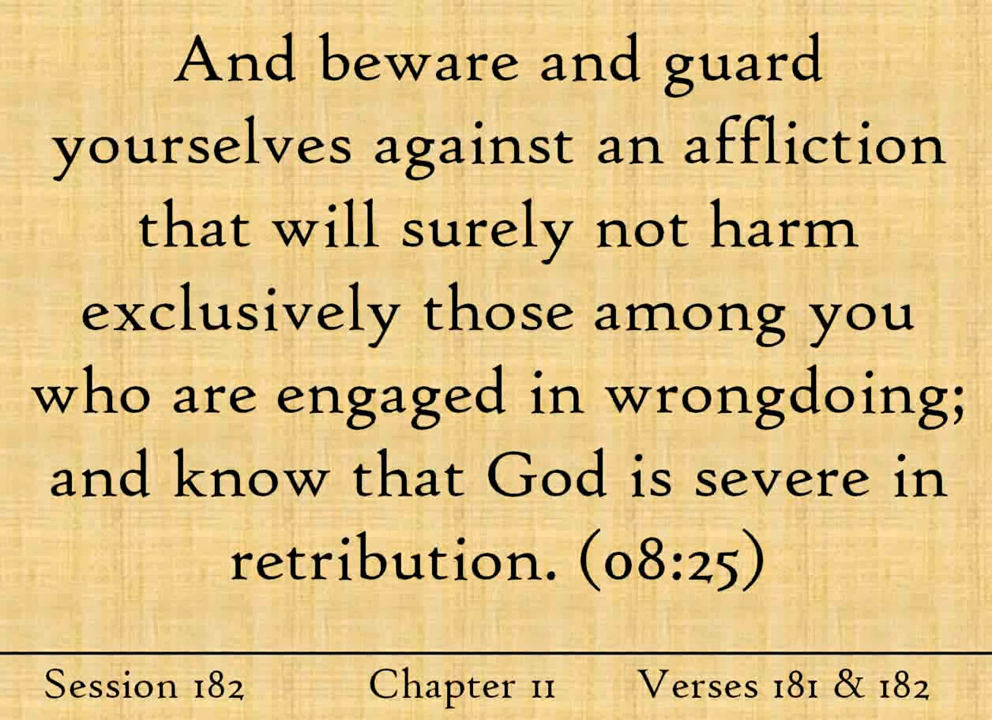 And beware and guard
yourselves against an affliction
that will surely not harm
exclusively those among you
who are engaged in wrongdoing;
and know that God is severe in
retribution. (08:25)
Session 182 Chapter 11 Verses 181 & 182